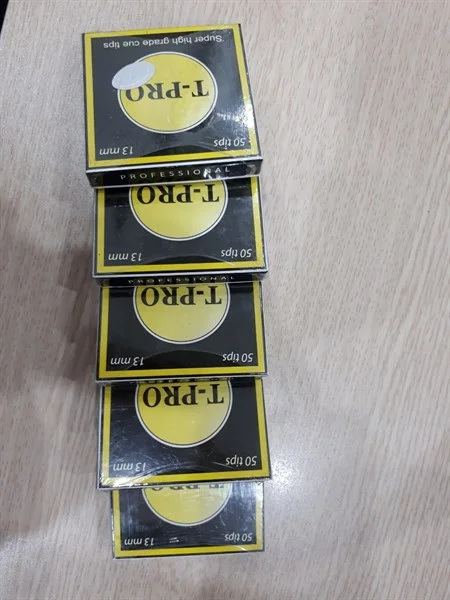 50 tips 13 mm
T-PRO
Super high grade cue tips
PROFESSIONAL
50 tips 13 mm
T-PRO
PROFESSIONAL
50 tips 13 mm
T-PRO
50 tips 13 mm
T-PRO
50 tips 13 mm
T-PRO